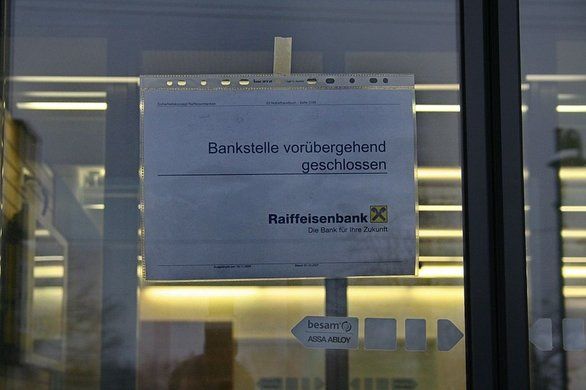 Bankstelle vorübergehend
geschlossen
Raiffeisenbank
Die Bank für Ihre Zukunft
besam
ASSA ABLOY